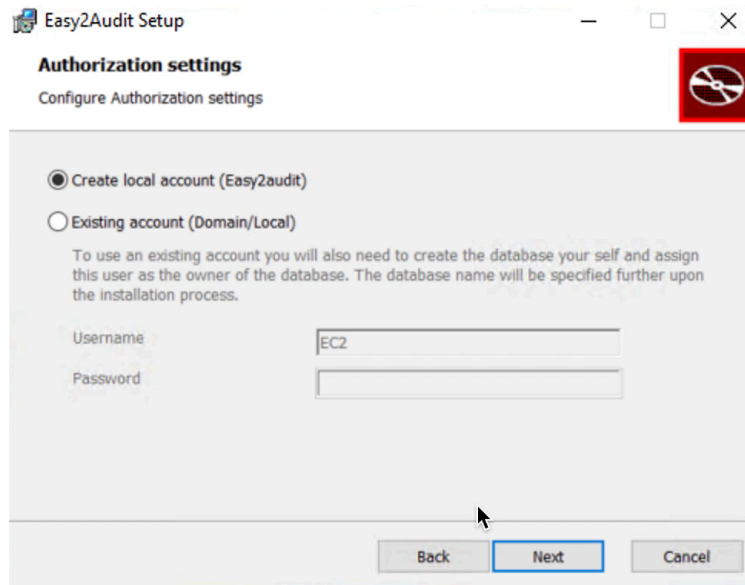 Easy2Audit Setup
Authorization settings
Configure Authorization settings
Create local account (Easy2audit)
Existing account (Domain/Local)
To use an existing account you will also need to create the database your self and assign
this user as the owner of the database. The database name will be specified further upon
the installation process.
Username
EC2
Password
Back
Next
Cancel